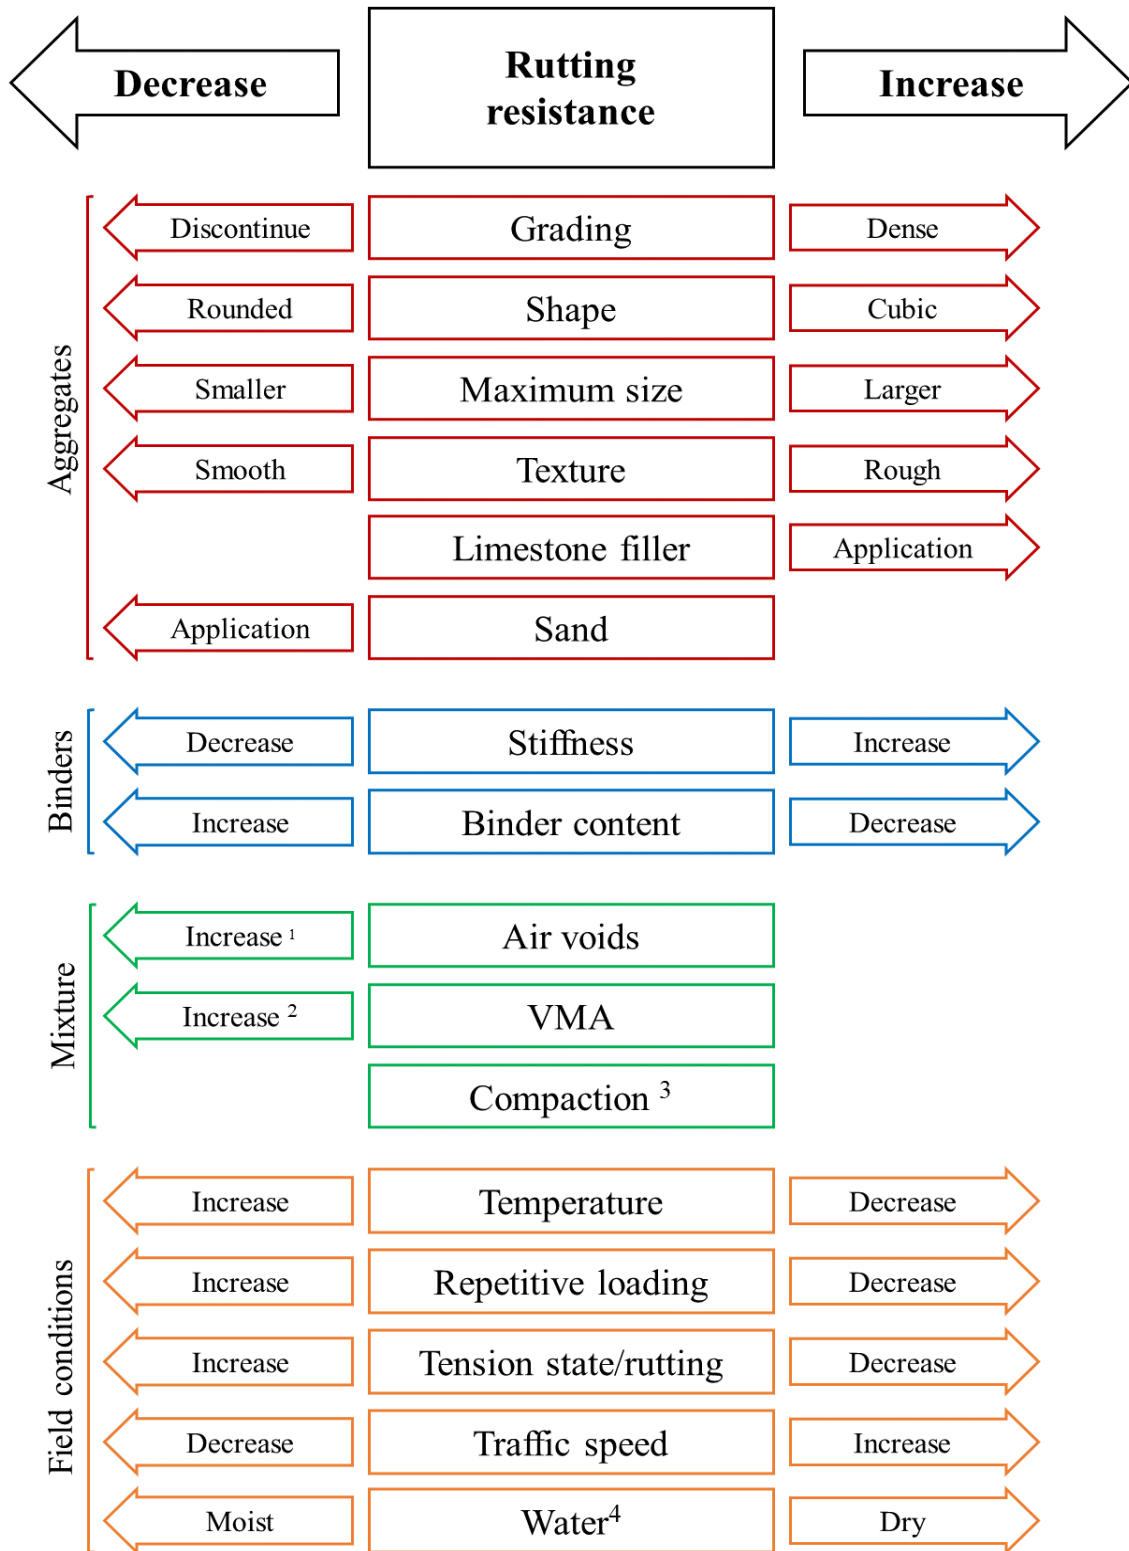 Decrease
Rutting
resistance
Increase
Aggregates
Discontinue
Grading
Dense
Rounded
Shape
Cubic
Smaller
Maximum size
Larger
Smooth
Texture
Rough
Limestone filler
Application
Application
Sand
Binders
Decrease
Stiffness
Increase
Increase
Binder content
Decrease
Mixture
Increase ¹
Air voids
Increase ²
VMA
Compaction ³
Field conditions
Increase
Temperature
Decrease
Increase
Repetitive loading
Decrease
Increase
Tension state/rutting
Decrease
Decrease
Traffic speed
Increase
Moist
Water⁴
Dry